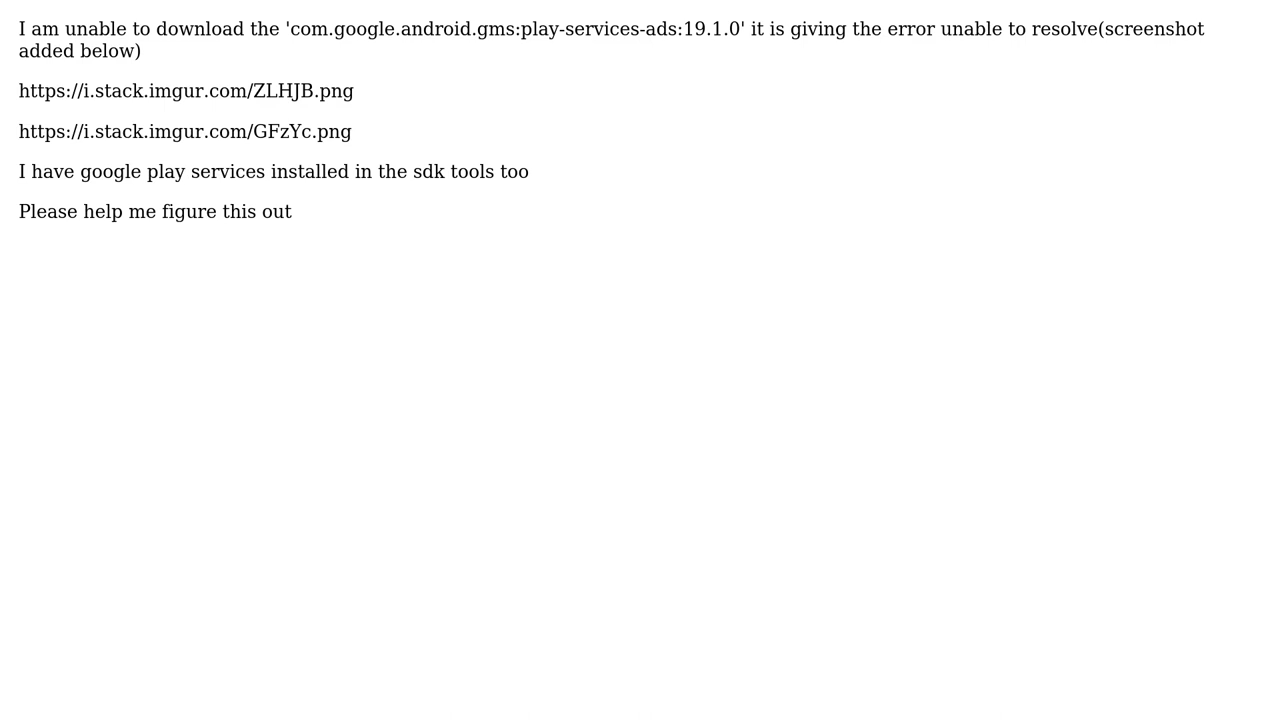 I am unable to download the 'com.google.android.gms:play-services-ads:19.1.0' it is giving the error unable to resolve(screenshot
added below)
https://i.stack.imgur.com/ZLHJB.png
https://i.stack.imgur.com/GFzYc.png
I have google play services installed in the sdk tools too
Please help me figure this out